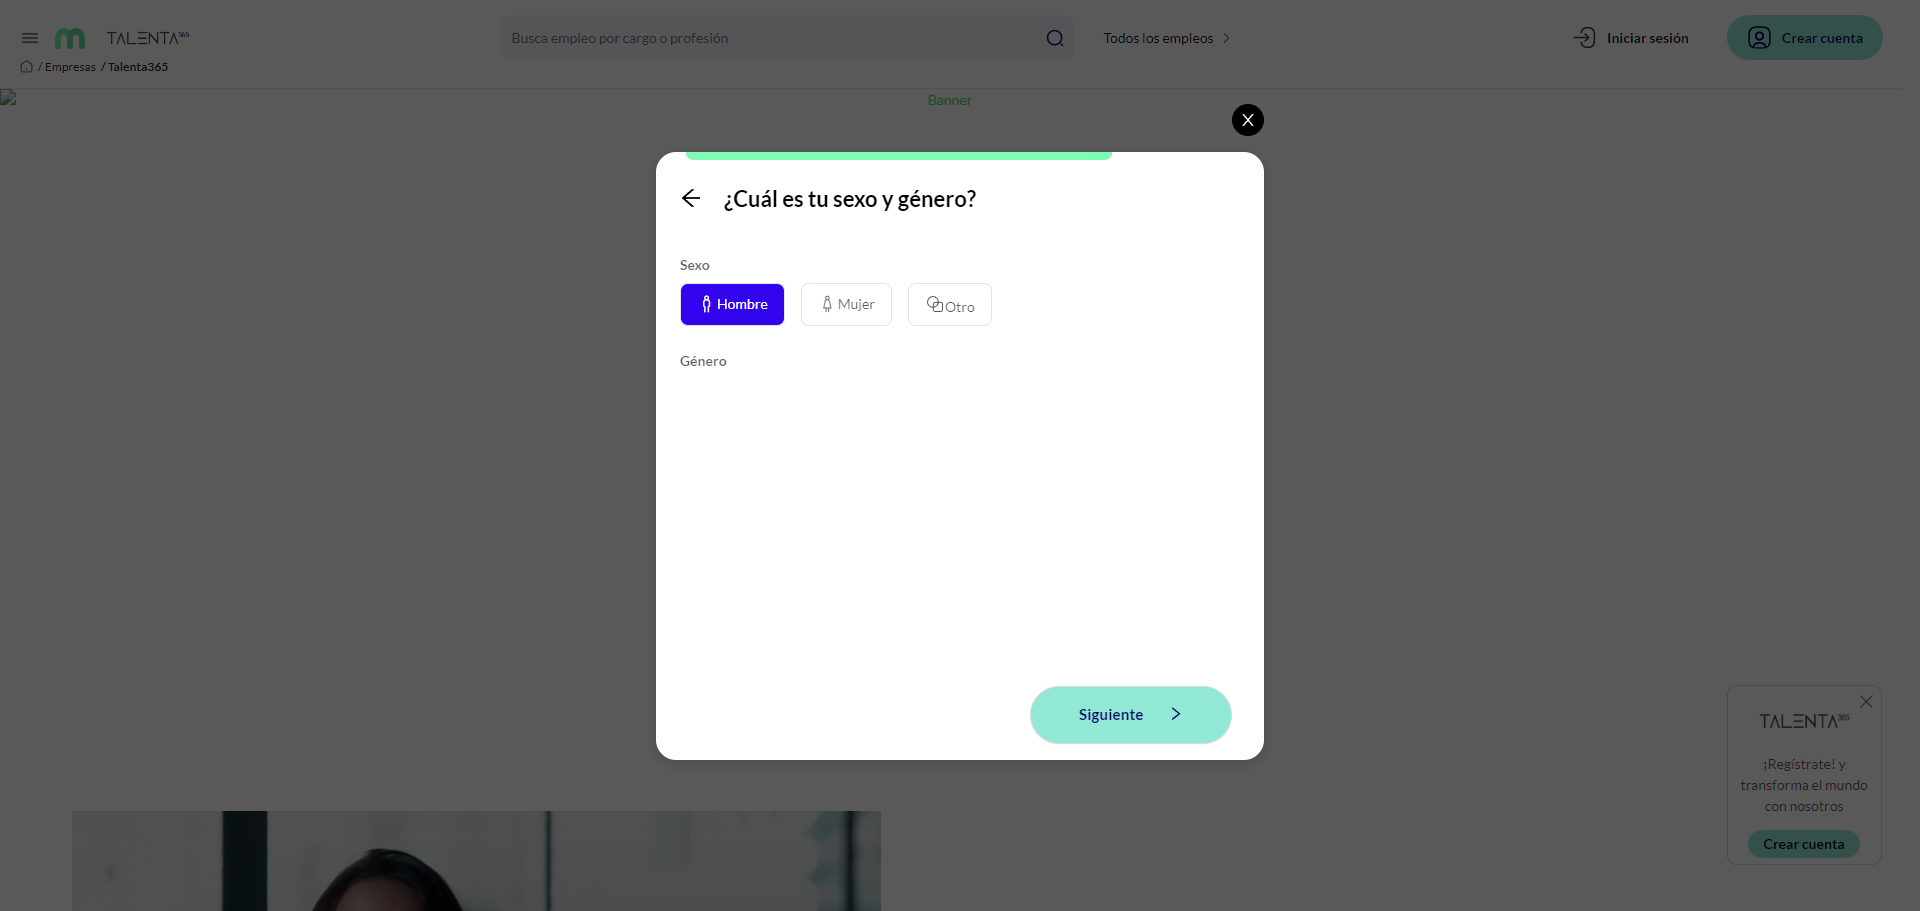 TALENTA365
Busca empleo por cargo o profesión
Todos los empleos
Iniciar sesión
Crear cuenta
/ Empresas / Talenta365
Banner
X
¿Cuál es tu sexo y género?
Sexo
Hombre
Mujer
Otro
Género
Siguiente
TALENTA365
¡Regístrate! y
transforma el mundo
con nosotros
Crear cuenta